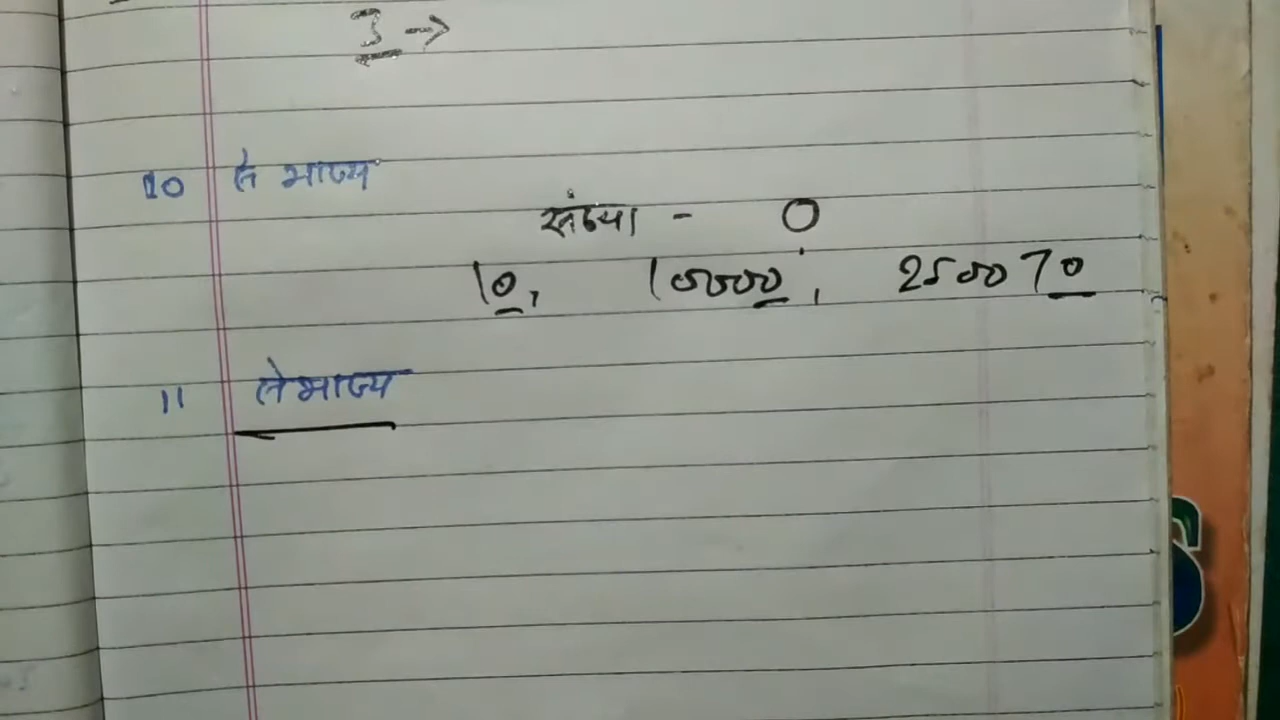 3 →
10 से भाज्य
संख्या - 0
10, 10000, 250070
11 से भाज्य